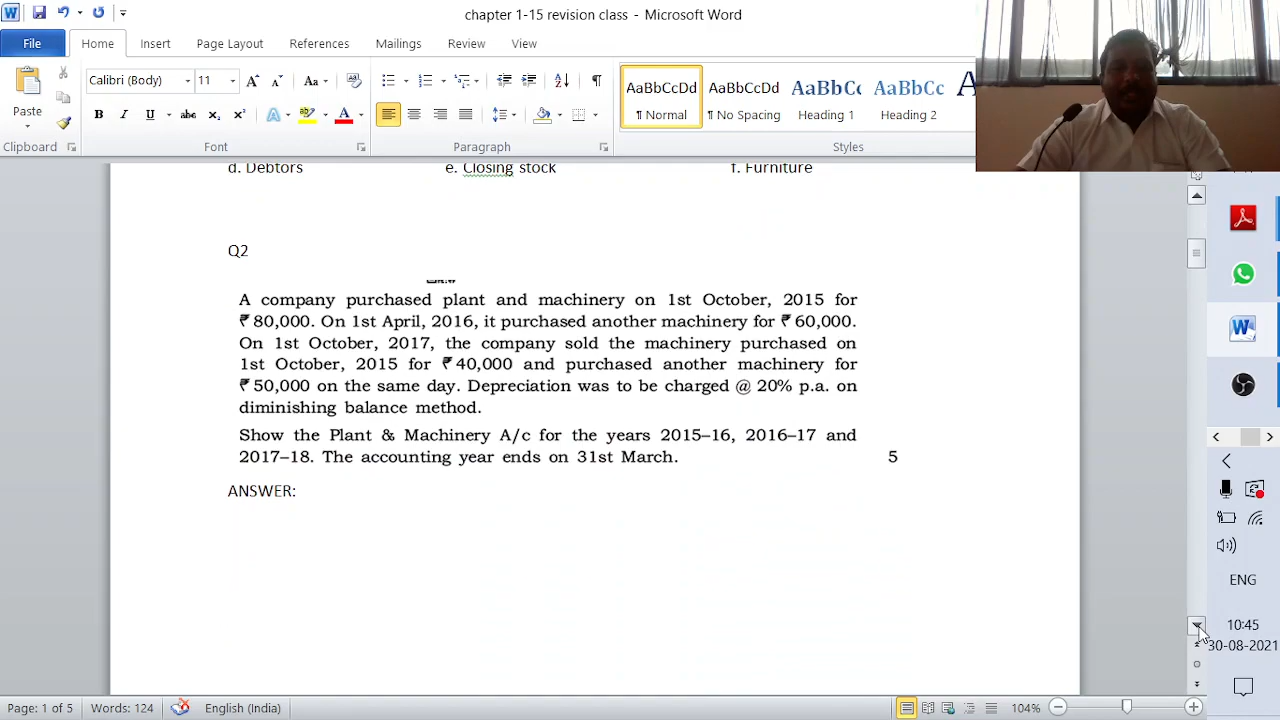 chapter 1-15 revision class - Microsoft Word
File Home Insert Page Layout References Mailings Review View
Calibri (Body) 11
Paste
AaBbCcDd AaBbCcDd AaBbCc AaBbCc
¶ Normal ¶ No Spacing Heading 1 Heading 2
Clipboard Font Paragraph Styles
d. Debtors e. Closing stock f. Furniture
Q2
A company purchased plant and machinery on 1st October, 2015 for
₹ 80,000. On 1st April, 2016, it purchased another machinery for ₹ 60,000.
On 1st October, 2017, the company sold the machinery purchased on
1st October, 2015 for ₹ 40,000 and purchased another machinery for
₹ 50,000 on the same day. Depreciation was to be charged @ 20% p.a. on
diminishing balance method.
Show the Plant & Machinery A/c for the years 2015–16, 2016–17 and
2017–18. The accounting year ends on 31st March. 5
ANSWER:
ENG
10:45
30-08-2021
Page: 1 of 5 Words: 124 English (India) 104%